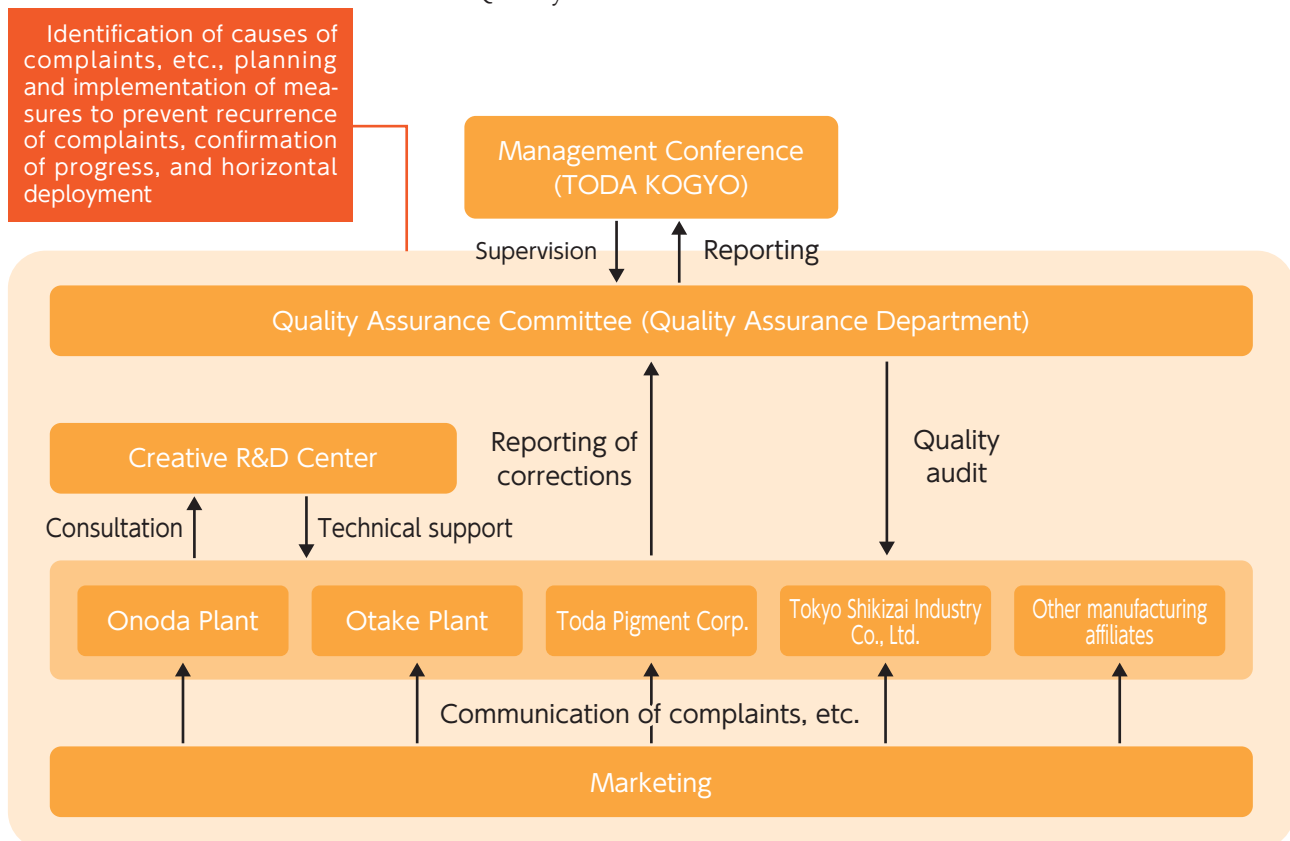 Identification of causes of
complaints, etc., planning
and implementation of mea-
sures to prevent recurrence
of complaints, confirmation
of progress, and horizontal
deployment
Management Conference
(TODA KOGYO)
Supervision
Reporting
Quality Assurance Committee (Quality Assurance Department)
Creative R&D Center
Reporting of
corrections
Quality
audit
Consultation
Technical support
Onoda Plant
Otake Plant
Toda Pigment Corp.
Tokyo Shikizai Industry
Co., Ltd.
Other manufacturing
affiliates
Communication of complaints, etc.
Marketing